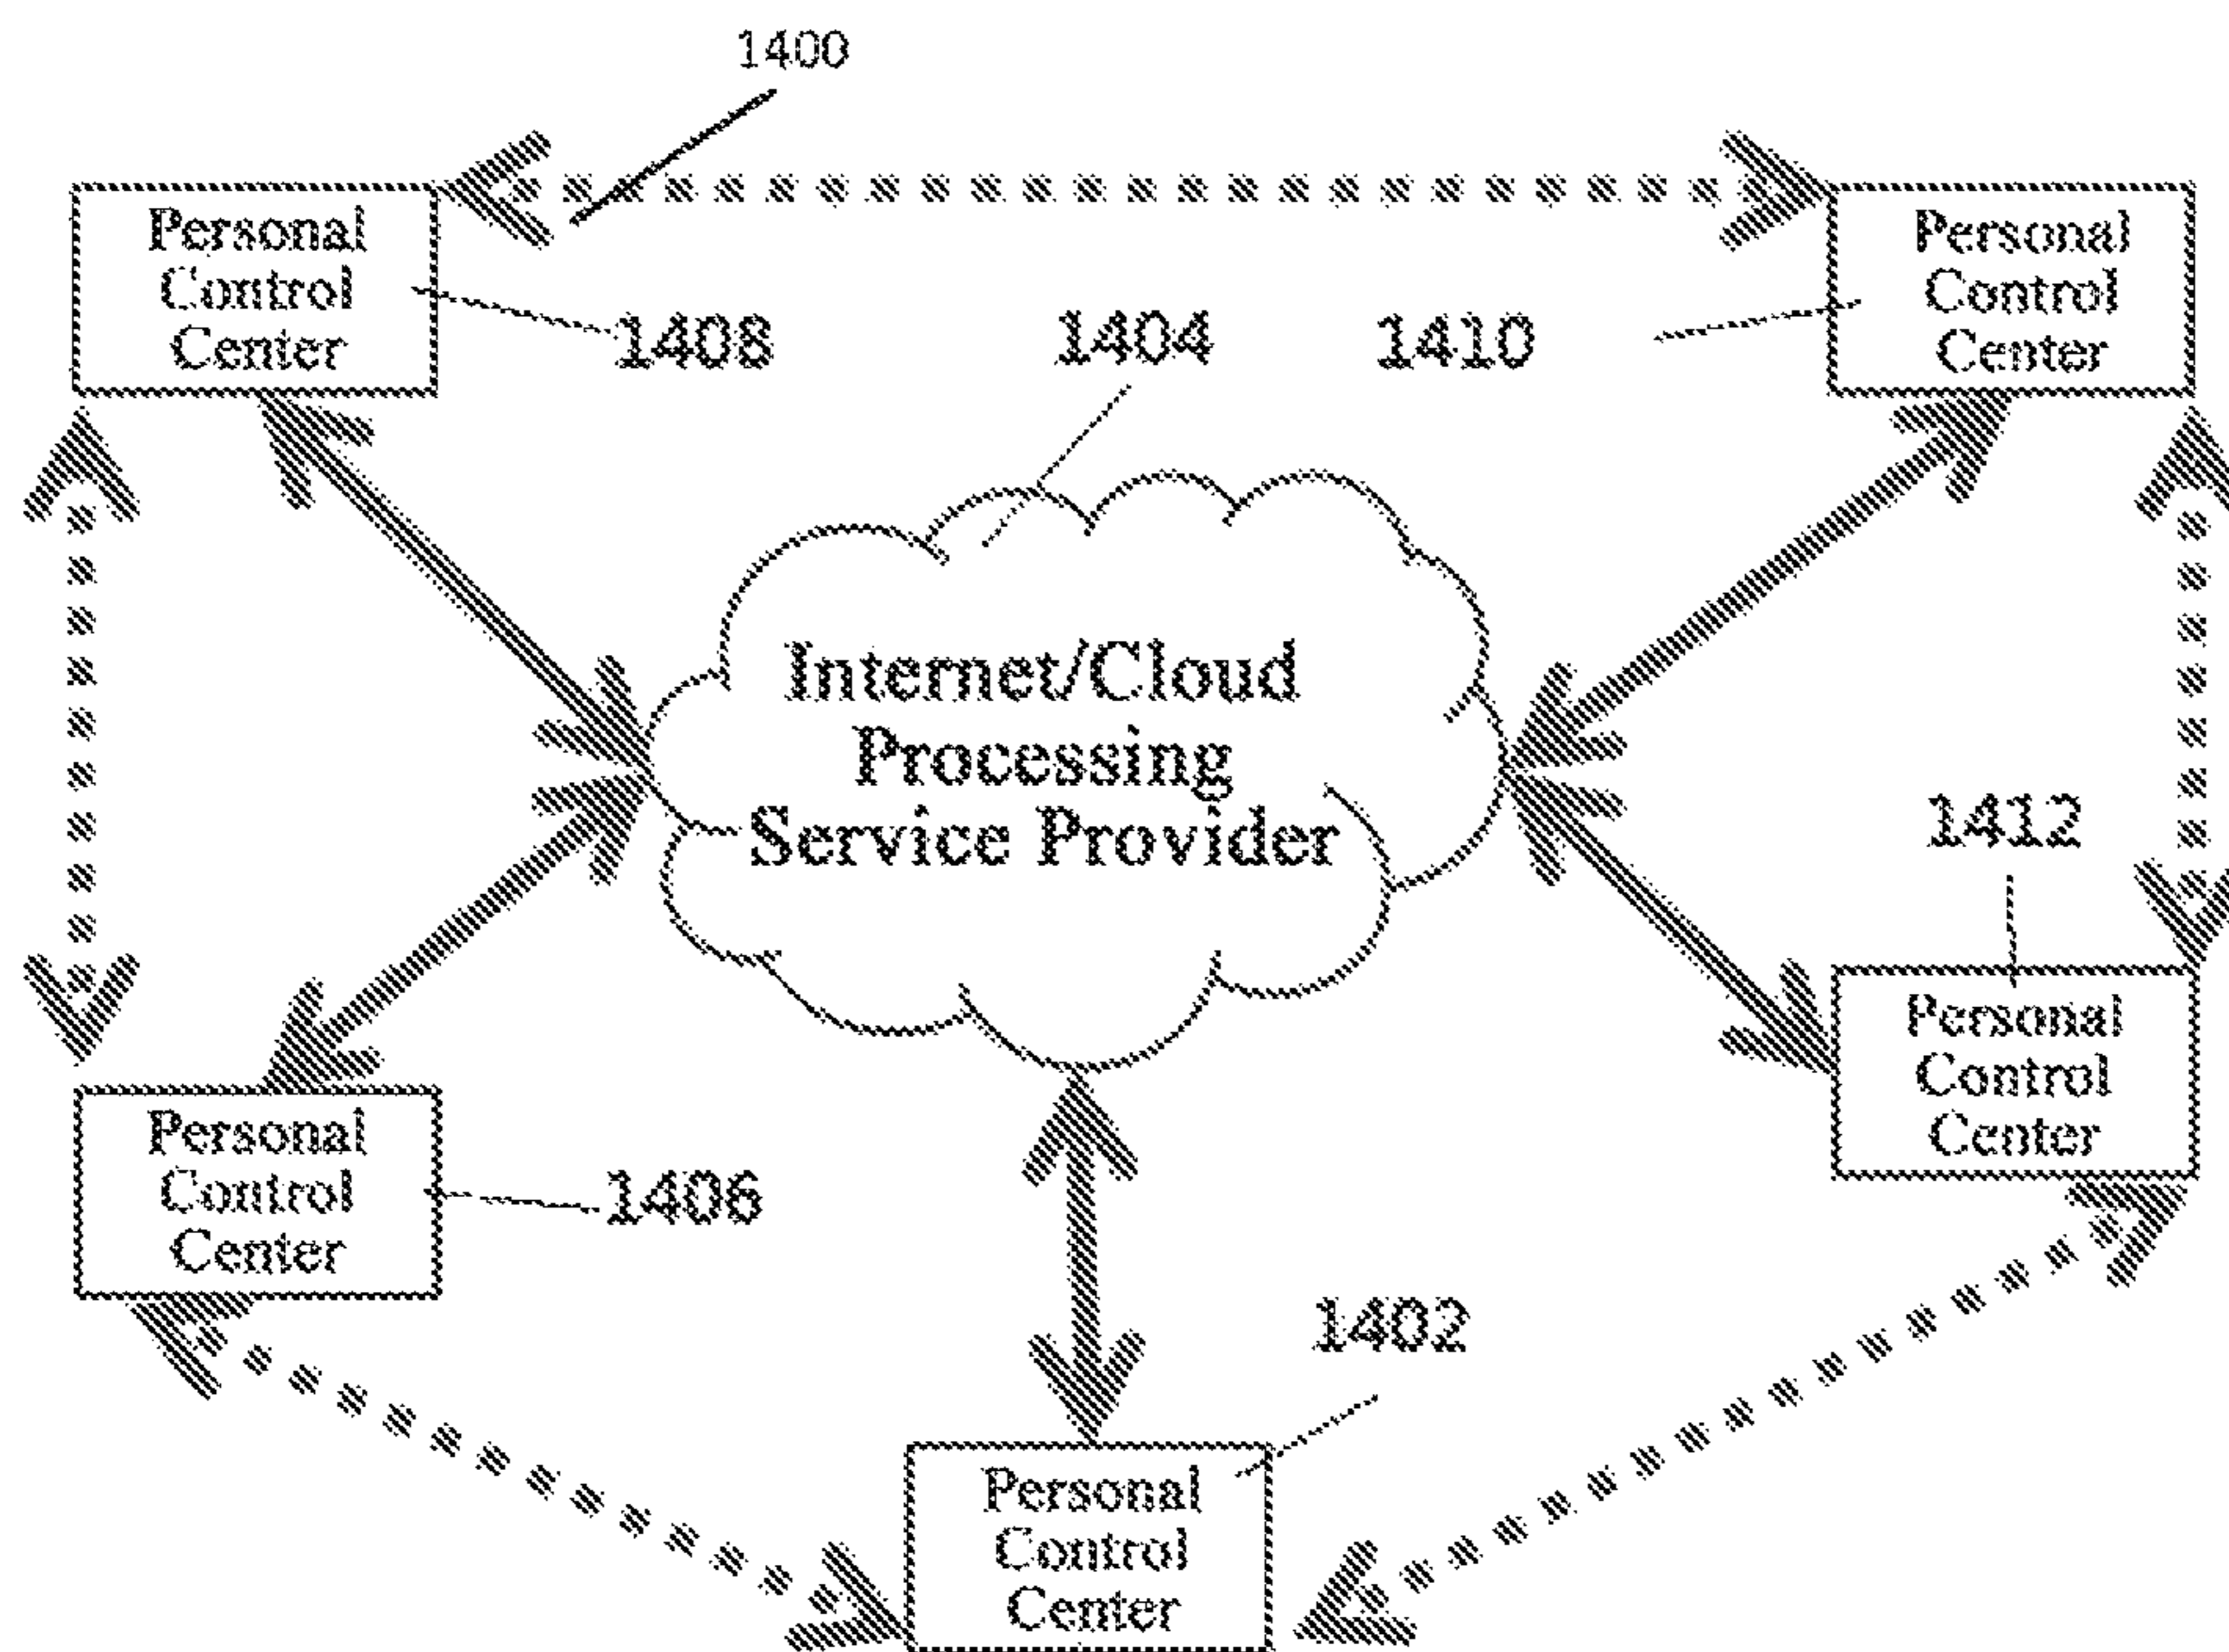 1400
Personal
Control
Center
1408
1404
1410
Personal
Control
Center
Internet/Cloud
Processing
Service Provider
1412
Personal
Control
Center
Personal
Control
Center
1406
1402
Personal
Control
Center